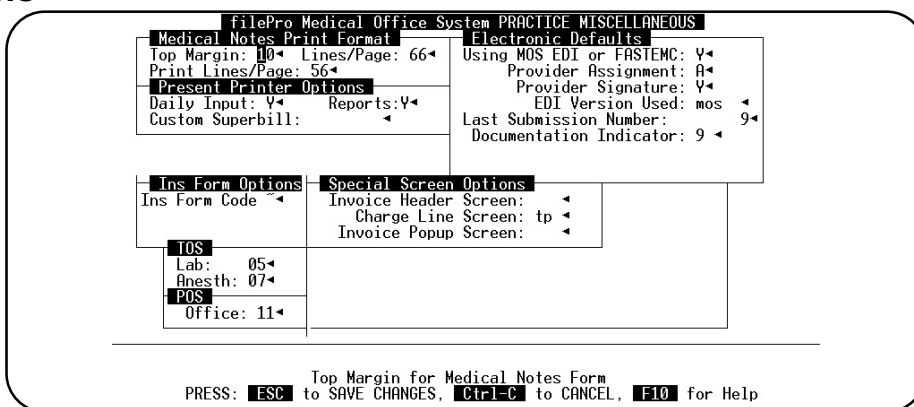 filePro Medical Office System PRACTICE MISCELLANEOUS
Medical Notes Print Format
Top Margin: 10◄ Lines/Page: 66◄
Print Lines/Page: 56◄
Present Printer Options
Daily Input: Y◄ Reports:Y◄
Custom Superbill: ◄
Electronic Defaults
Using MOS EDI or FASTEMC: Y◄
Provider Assignment: A◄
Provider Signature: Y◄
EDI Version Used: mos ◄
Last Submission Number: 9◄
Documentation Indicator: 9 ◄
Ins Form Options
Ins Form Code ~◄
Special Screen Options
Invoice Header Screen: ◄
Charge Line Screen: tp ◄
Invoice Popup Screen: ◄
TOS
Lab: 05◄
Anesth: 07◄
POS
Office: 11◄
Top Margin for Medical Notes Form
PRESS: ESC to SAVE CHANGES, Ctrl-C to CANCEL, F10 for Help